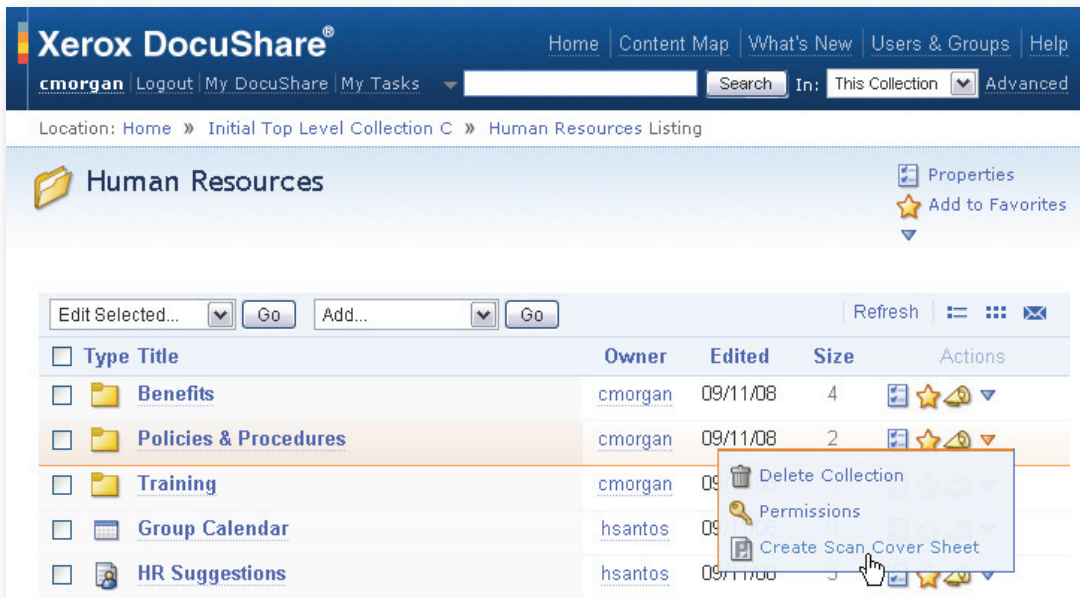 Xerox DocuShare®
Home | Content Map | What's New | Users & Groups | Help
cmorgan | Logout | My DocuShare | My Tasks Search In: This Collection Advanced
Location: Home » Initial Top Level Collection C » Human Resources Listing
Human Resources
Properties
Add to Favorites
Edit Selected... Go Add... Go Refresh
Type Title Owner Edited Size Actions
Benefits cmorgan 09/11/08 4
Policies & Procedures cmorgan 09/11/08 2
Delete Collection
Permissions
Create Scan Cover Sheet
Training cmorgan
Group Calendar hsantos
HR Suggestions hsantos